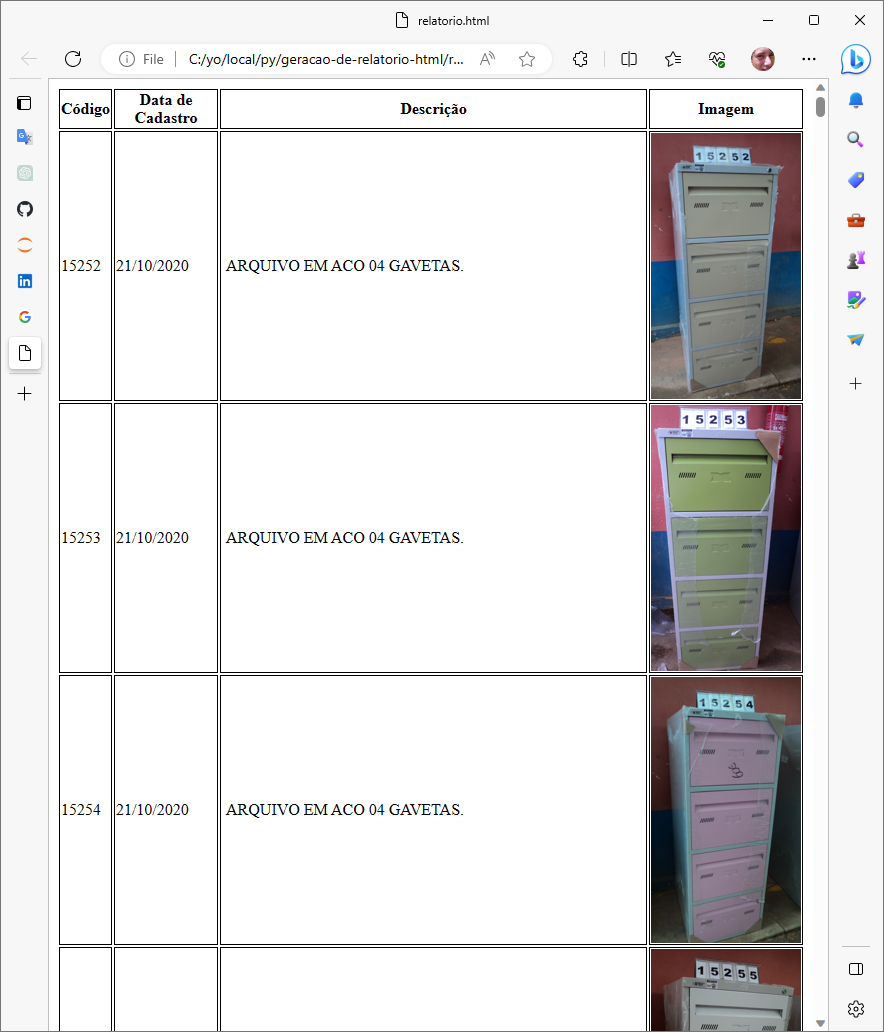 relatorio.html
File
C:/yo/local/py/geracao-de-relatorio-html/r...
Código
Data de
Cadastro
Descrição
Imagem
15252
21/10/2020
ARQUIVO EM ACO 04 GAVETAS.
15252
15253
21/10/2020
ARQUIVO EM ACO 04 GAVETAS.
15253
15254
21/10/2020
ARQUIVO EM ACO 04 GAVETAS.
15254
15255